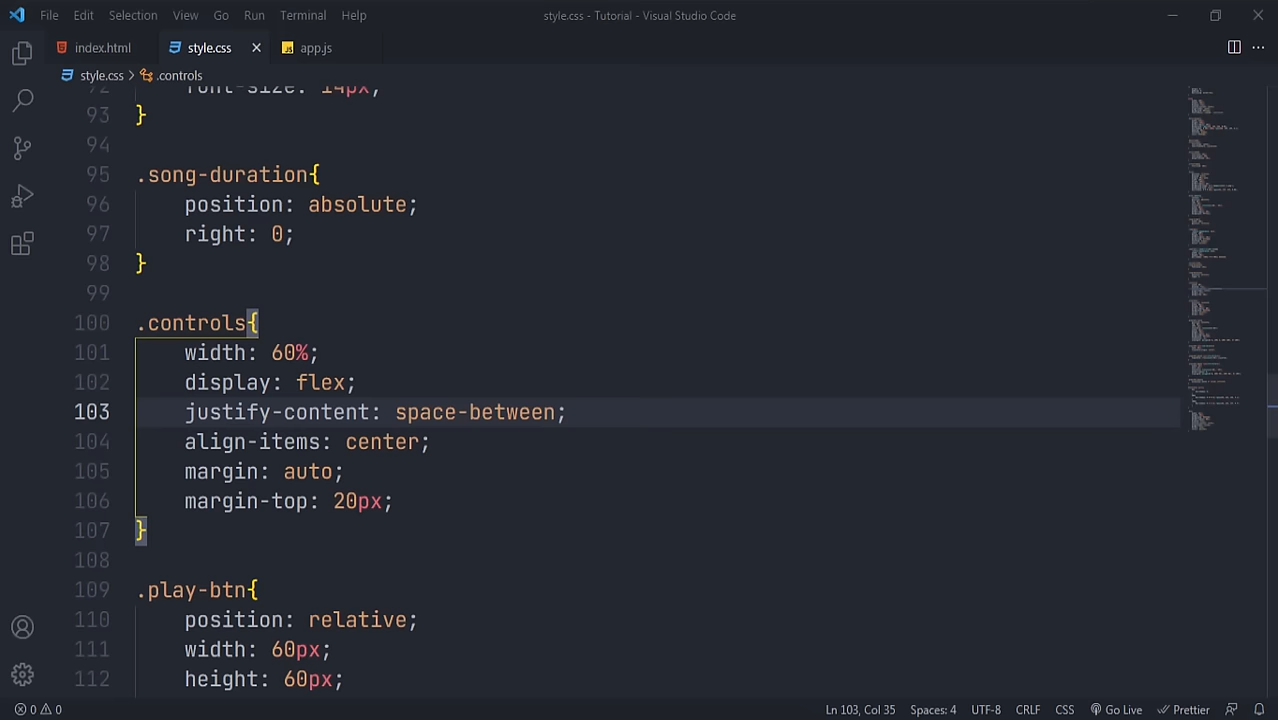 File Edit Selection View Go Run Terminal Help style.css - Tutorial - Visual Studio Code
index.html style.css app.js
style.css > .controls
92 font-size: 14px;
93 }
94
95 .song-duration{
96 position: absolute;
97 right: 0;
98 }
99
100 .controls{
101 width: 60%;
102 display: flex;
103 justify-content: space-between;
104 align-items: center;
105 margin: auto;
106 margin-top: 20px;
107 }
108
109 .play-btn{
110 position: relative;
111 width: 60px;
112 height: 60px;
0 0 Ln 103, Col 35 Spaces: 4 UTF-8 CRLF CSS Go Live Prettier